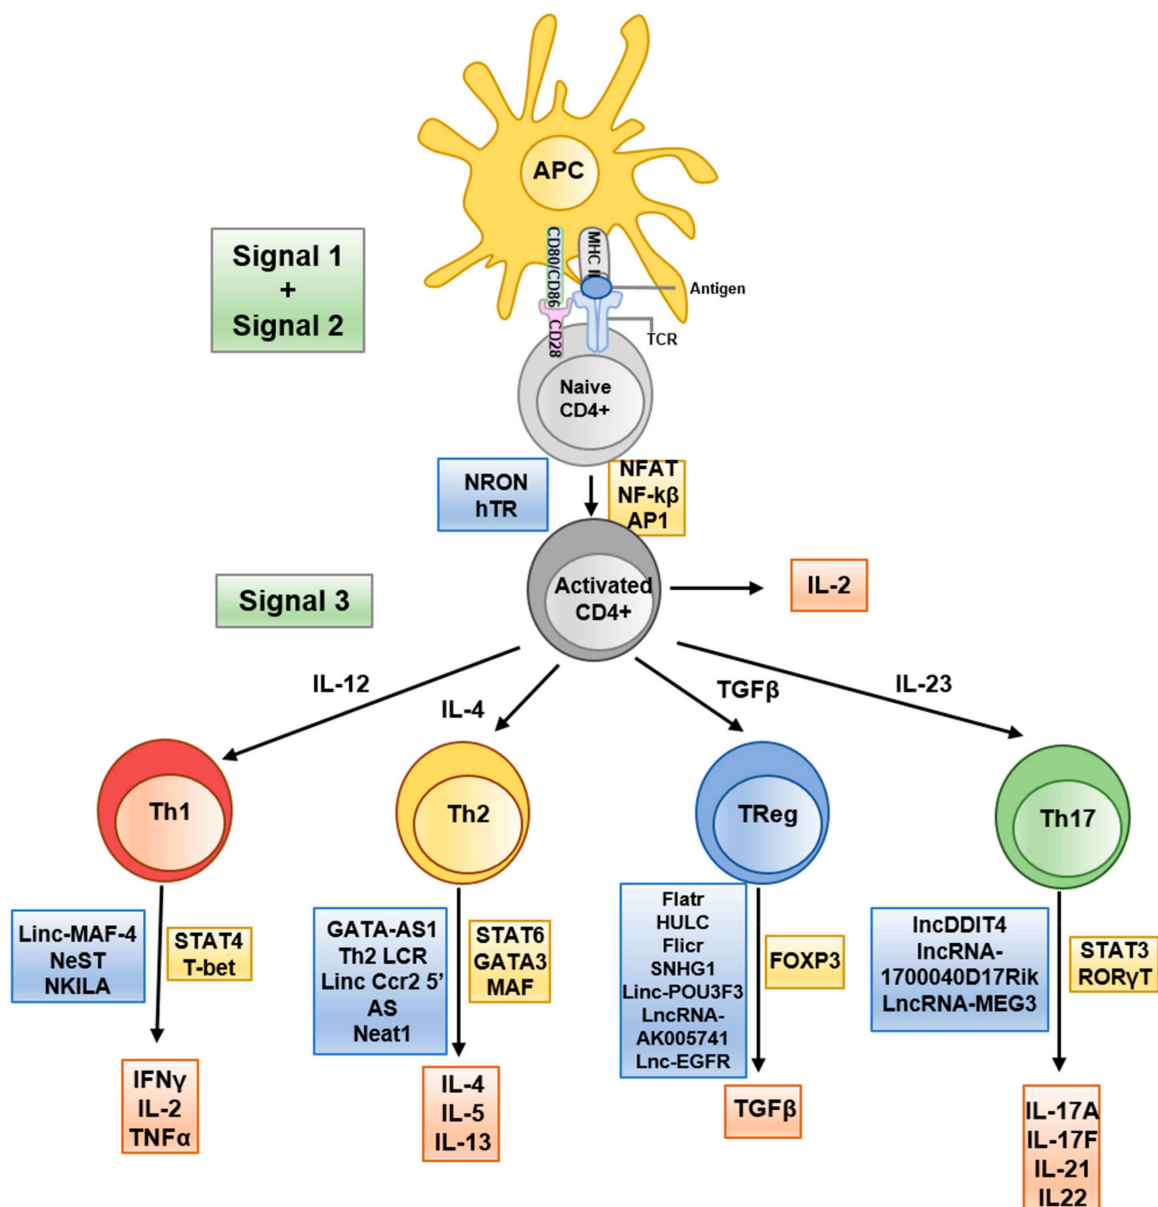 APC
CD80/CD86
MHC II
Signal 1
+
Signal 2
Antigen
CD28
TCR
Naive
CD4+
NRON
hTR
NFAT
NF-kβ
AP1
Activated
CD4+
IL-2
Signal 3
IL-12
IL-4
TGFβ
IL-23
Th1
Th2
TReg
Th17
Linc-MAF-4
NeST
NKILA
STAT4
T-bet
GATA-AS1
Th2 LCR
Linc Ccr2 5’
AS
Neat1
STAT6
GATA3
MAF
Flatr
HULC
Flicr
SNHG1
Linc-POU3F3
LncRNA-
AK005741
Lnc-EGFR
FOXP3
lncDDIT4
lncRNA-
1700040D17Rik
LncRNA-MEG3
STAT3
RORγT
IFNγ
IL-2
TNFα
IL-4
IL-5
IL-13
TGFβ
IL-17A
IL-17F
IL-21
IL22